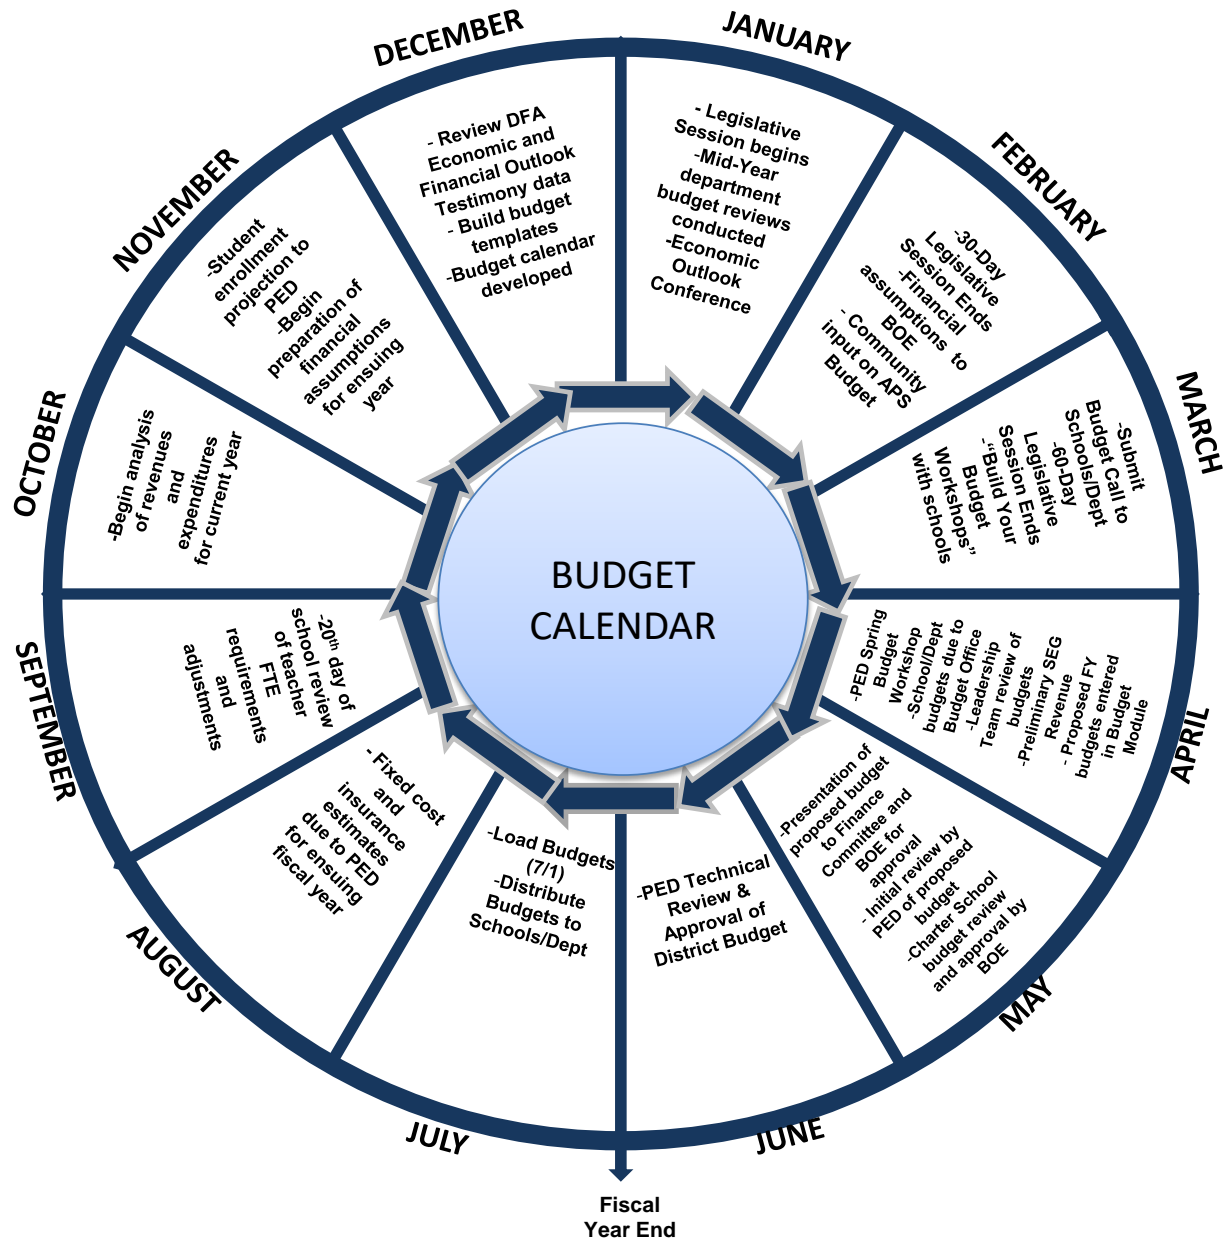 JANUARY
- Legislative
Session begins
-Mid-Year
department
budget reviews
conducted
-Economic
Outlook
Conference
FEBRUARY
-30-Day
Legislative
Session Ends
-Financial
assumptions to
BOE
- Community
input on APS
Budget
MARCH
-Submit
Budget Call to
Schools/Dept
-60-Day
Legislative
Session Ends
-“Build Your
Budget
Workshops”
with schools
APRIL
-PED Spring
Budget
Workshop
-School/Dept
budgets due to
Budget Office
-Leadership
Team review of
budgets
-Preliminary SEG
Revenue
- Proposed FY
budgets entered
in Budget
Module
MAY
-Presentation of
proposed budget
to Finance
Committee and
BOE for
approval
- Initial review by
PED of proposed
budget
-Charter School
budget review
and approval by
BOE
JUNE
-PED Technical
Review &
Approval of
District Budget
Fiscal
Year End
JULY
-Load Budgets
(7/1)
-Distribute
Budgets to
Schools/Dept
AUGUST
- Fixed cost
and
insurance
estimates
due to PED
for ensuing
fiscal year
SEPTEMBER
-20th day of
school review
of teacher
FTE
requirements
and
adjustments
OCTOBER
-Begin analysis
of revenues
and
expenditures
for current year
NOVEMBER
-Student
enrollment
projection to
PED
-Begin
preparation of
financial
assumptions
for ensuing
year
DECEMBER
- Review DFA
Economic and
Financial Outlook
Testimony data
- Build budget
templates
-Budget calendar
developed
BUDGET
CALENDAR